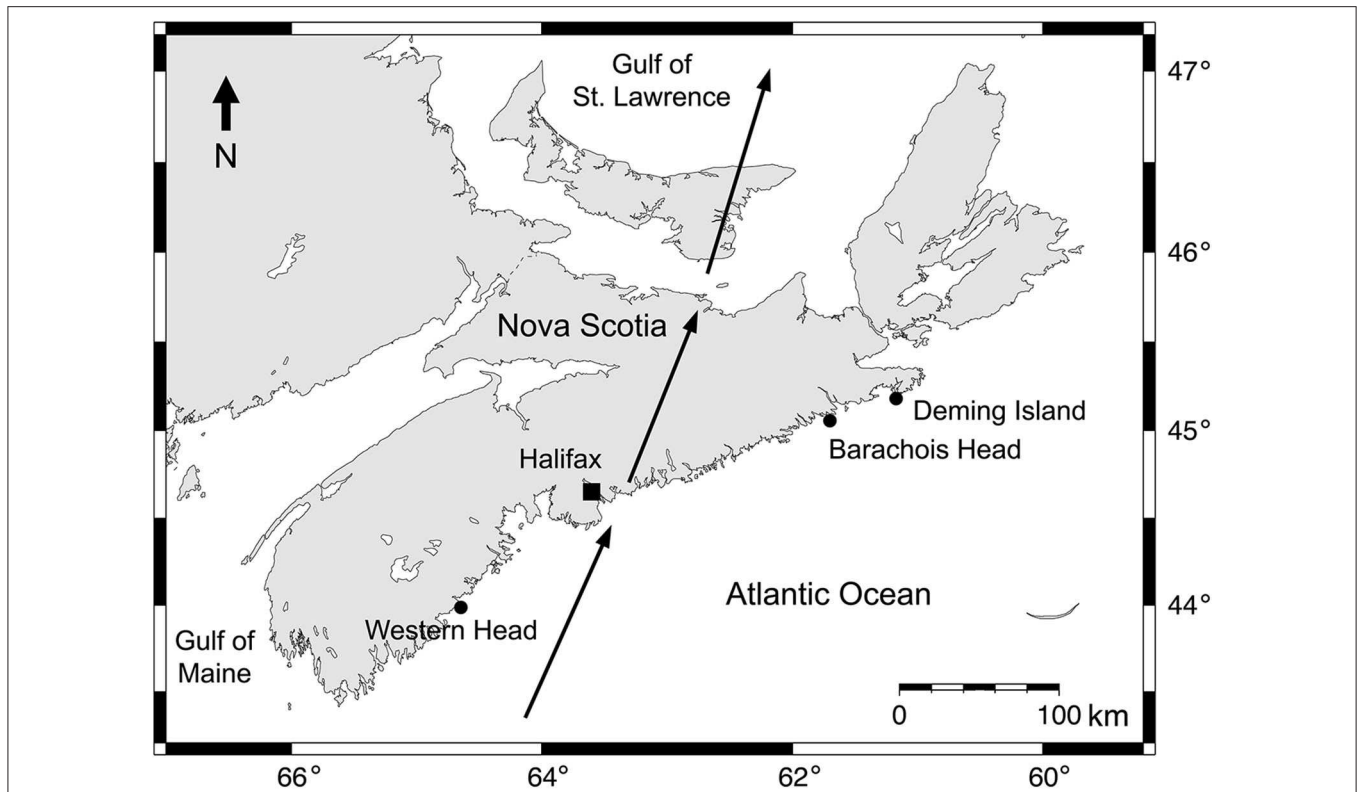 Gulf of
St. Lawrence
47°
N
46°
Nova Scotia
Deming Island
45°
Barachois Head
Halifax
Atlantic Ocean
44°
Western Head
Gulf of
Maine
0 100 km
66° 64° 62° 60°